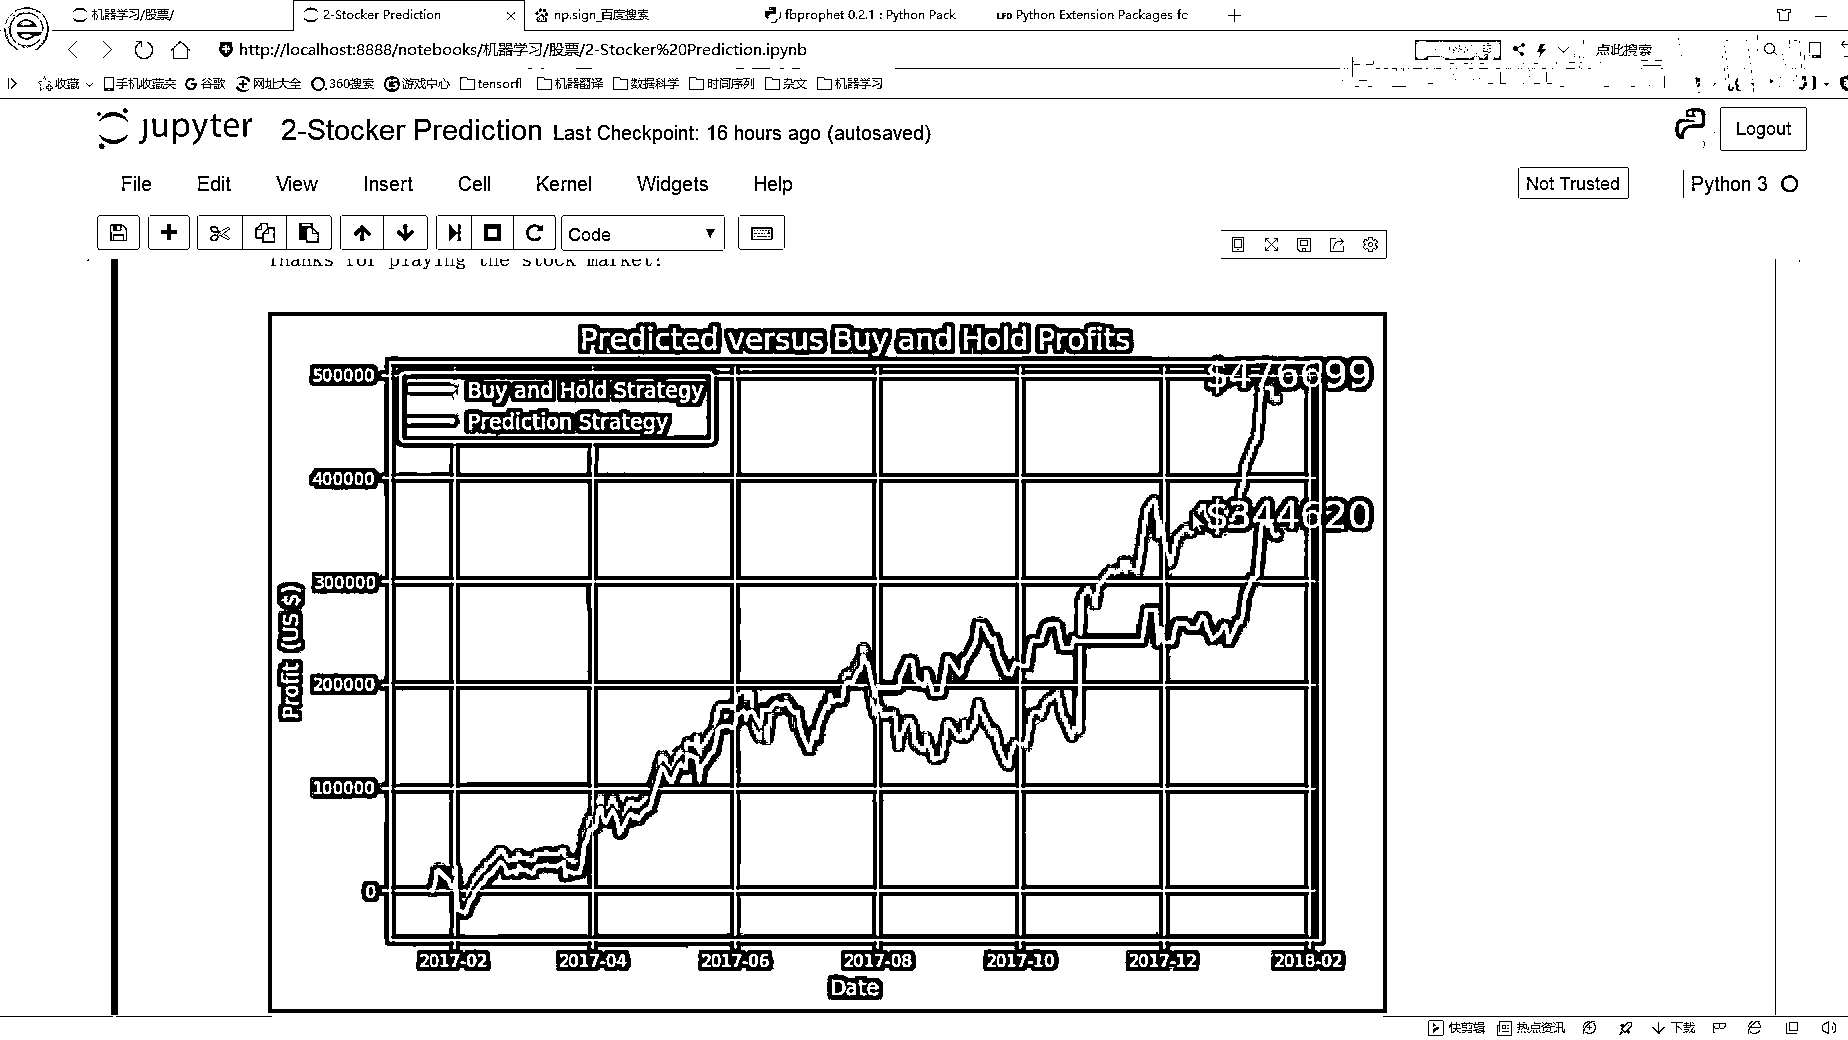 机器学习/股票/
2-Stocker Prediction
np.sign_百度搜索
fbprophet 0.2.1 : Python Pack
LFD Python Extension Packages fc
http://localhost:8888/notebooks/机器学习/股票/2-Stocker%20Prediction.ipynb
点此搜索
收藏
手机收藏夹
谷歌
网址大全
360搜索
游戏中心
tensorfl
机器翻译
数据科学
时间序列
杂文
机器学习
jupyter 2-Stocker Prediction Last Checkpoint: 16 hours ago (autosaved)
Logout
File Edit View Insert Cell Kernel Widgets Help
Not Trusted
Python 3
Code
Thanks for playing the stock market!
Predicted versus Buy and Hold Profits
Buy and Hold Strategy
Prediction Strategy
$476699
$344620
500000
400000
300000
200000
100000
0
Profit (US $)
2017-02 2017-04 2017-06 2017-08 2017-10 2017-12 2018-02
Date
快剪辑
热点资讯
下载